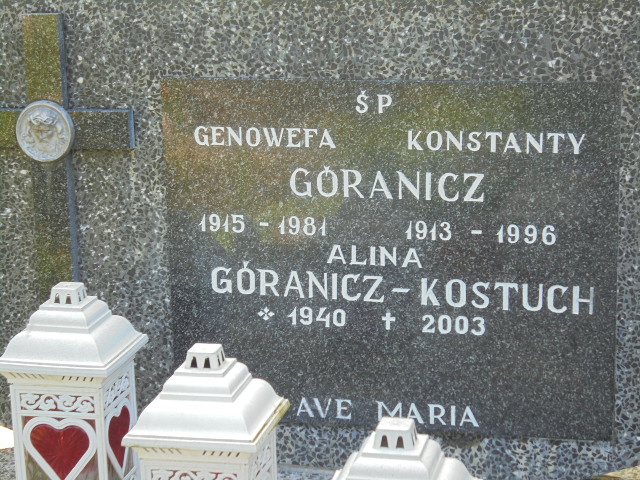 ŚP
GENOWEFA KONSTANTY
GÓRANICZ
1915 - 1981 1913 - 1996
ALINA
GÓRANICZ - KOSTUCH
* 1940 + 2003
AVE MARIA